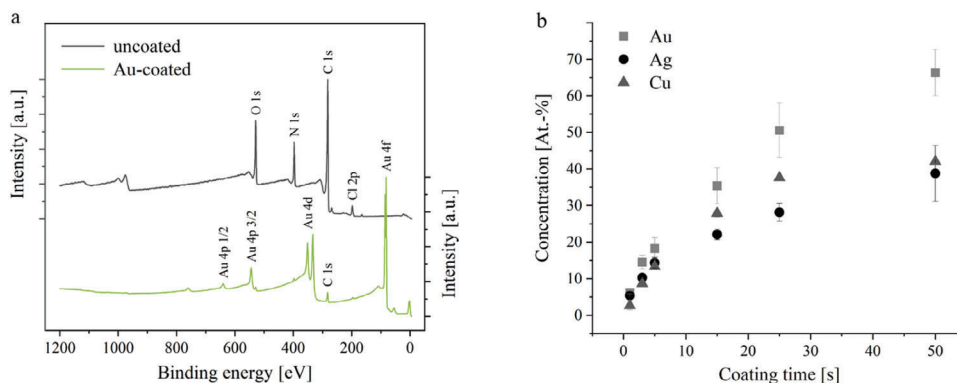 a
uncoated
Au-coated
O 1s
N 1s
C 1s
Cl 2p
Au 4f
Au 4p 1/2
Au 4p 3/2
Au 4d
C 1s
Intensity [a.u.]
Intensity [a.u.]
1200 1000 800 600 400 200 0
Binding energy [eV]
b
Au
Ag
Cu
70
60
50
40
30
20
10
0
Concentration [At.-%]
0 10 20 30 40 50
Coating time [s]